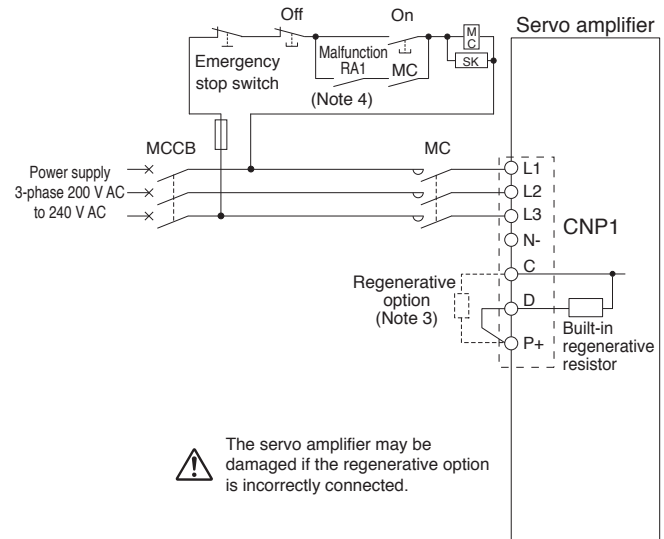 Off
On
Servo amplifier
Emergency
stop switch
Malfunction
RA1
MC
(Note 4)
M
C
SK
MCCB
MC
Power supply
3-phase 200 V AC
to 240 V AC
L1
L2
L3
N-
CNP1
C
D
P+
Regenerative
option
(Note 3)
Built-in
regenerative
resistor
The servo amplifier may be
damaged if the regenerative option
is incorrectly connected.